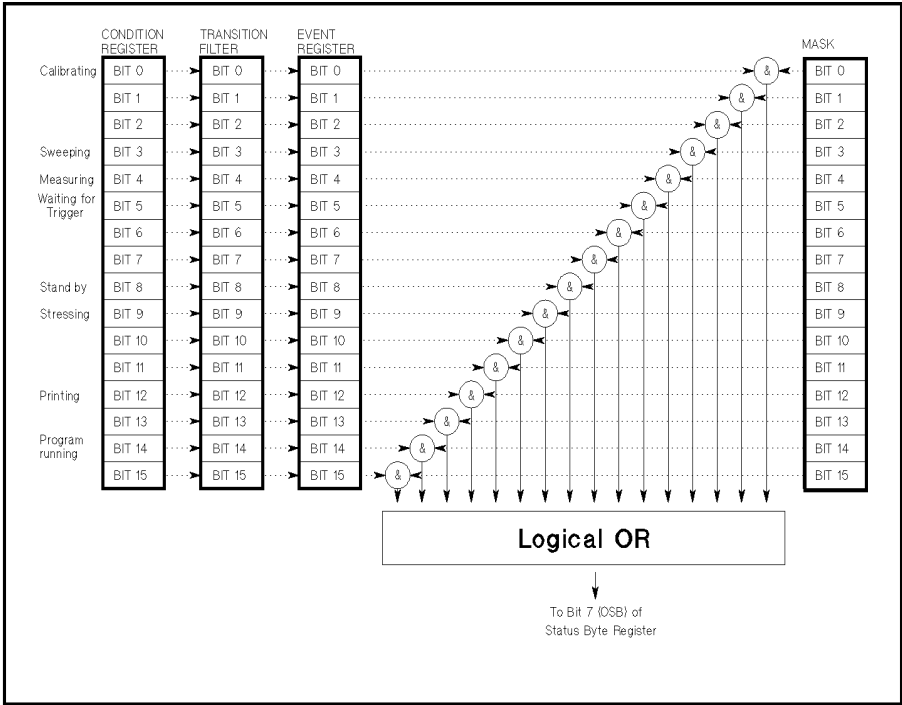 CONDITION REGISTER TRANSITION FILTER EVENT REGISTER MASK
Calibrating BIT 0 BIT 0 BIT 0 & BIT 0
BIT 1 BIT 1 BIT 1 & BIT 1
BIT 2 BIT 2 BIT 2 & BIT 2
Sweeping BIT 3 BIT 3 BIT 3 & BIT 3
Measuring BIT 4 BIT 4 BIT 4 & BIT 4
Waiting for Trigger BIT 5 BIT 5 BIT 5 & BIT 5
BIT 6 BIT 6 BIT 6 & BIT 6
BIT 7 BIT 7 BIT 7 & BIT 7
Stand by BIT 8 BIT 8 BIT 8 & BIT 8
Stressing BIT 9 BIT 9 BIT 9 & BIT 9
BIT 10 BIT 10 BIT 10 & BIT 10
BIT 11 BIT 11 BIT 11 & BIT 11
Printing BIT 12 BIT 12 BIT 12 & BIT 12
BIT 13 BIT 13 BIT 13 & BIT 13
Program running BIT 14 BIT 14 BIT 14 & BIT 14
BIT 15 BIT 15 BIT 15 & BIT 15
Logical OR
To Bit 7 (OSB) of
Status Byte Register